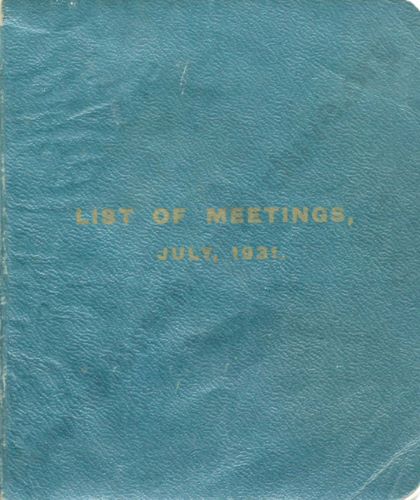 LIST OF MEETINGS,
JULY, 1931.